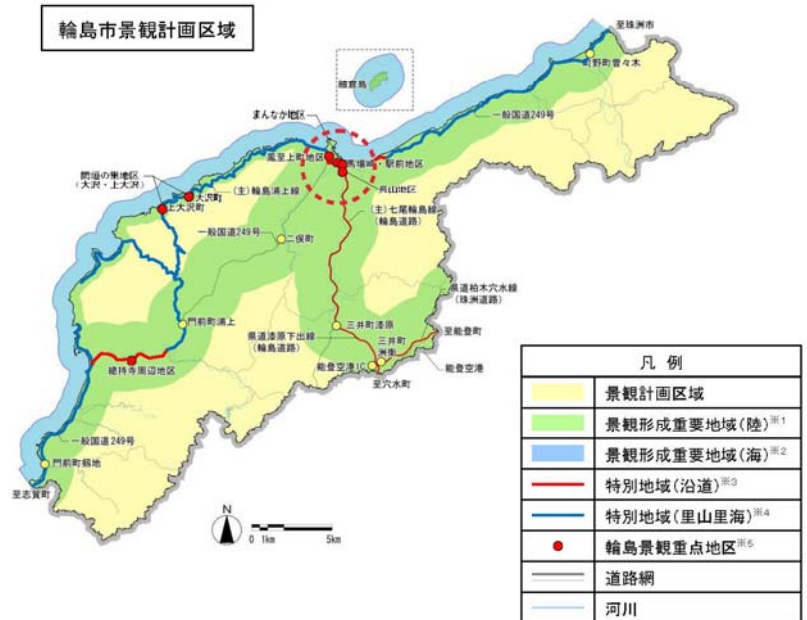 輪島市景観計画区域
至珠洲市
町野町曽々木
舳倉島
まんなか地区
一般国道249号
鳳至上町地区
馬場崎・駅前地区
間垣の里地区
(大沢・上大沢)
大沢町
(主)輪島浦上線
上大沢町
(主)七尾輪島線
(輪島道路)
一般国道249号
二俣町
県道柏木穴水線
(珠洲道路)
門前町浦上
三井町漆原
県道漆原下出線
(輪島道路)
三井町
洲衛
至能登町
總持寺周辺地区
能登空港IC
能登空港
至穴水町
一般国道249号
門前町剱地
至志賀町
N
0 1km 5km
凡 例
景観計画区域
景観形成重要地域(陸)※1
景観形成重要地域(海)※2
特別地域(沿道)※3
特別地域(里山里海)※4
輪島景観重点地区※5
道路網
河川